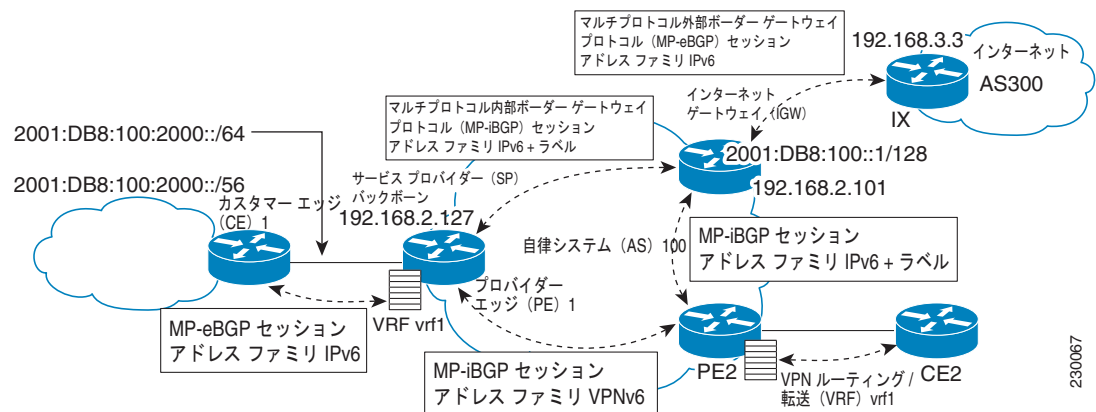 マルチプロトコル外部ボーダー ゲートウェイ
プロトコル（MP-eBGP）セッション
アドレス ファミリ IPv6
192.168.3.3
インターネット
AS300
IX
マルチプロトコル内部ボーダー ゲートウェイ
プロトコル（MP-iBGP）セッション
アドレス ファミリ IPv6 + ラベル
インターネット
ゲートウェイ（IGW）
2001:DB8:100:2000::/64
2001:DB8:100::1/128
192.168.2.101
2001:DB8:100:2000::/56
サービス プロバイダー（SP）
バックボーン
192.168.2.127
カスタマー エッジ
（CE）1
自律システム（AS）100
MP-iBGP セッション
アドレス ファミリ IPv6 + ラベル
プロバイダー
エッジ（PE）1
VRF vrf1
MP-eBGP セッション
アドレス ファミリ IPv6
MP-iBGP セッション
アドレス ファミリ VPNv6
PE2
VPN ルーティング /
転送（VRF）vrf1
CE2
230067